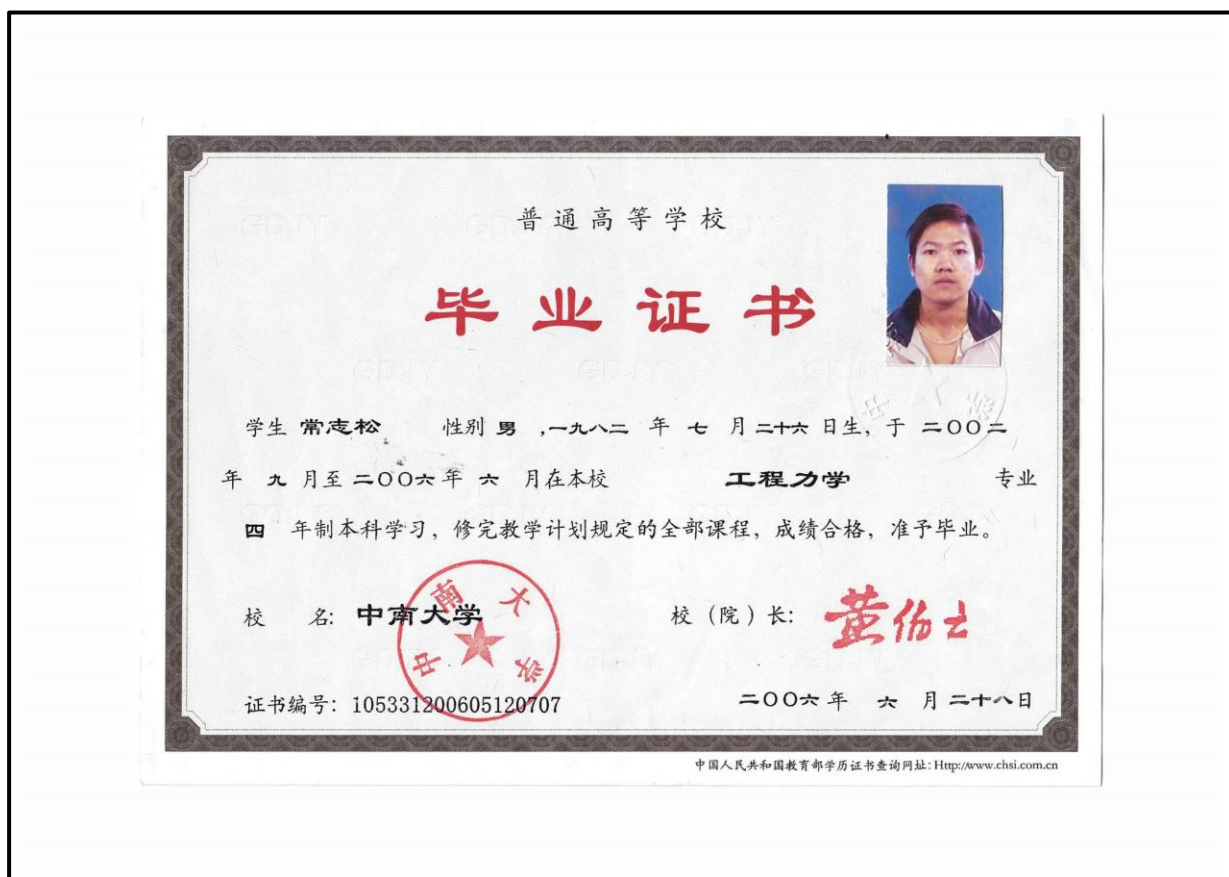 普通高等学校
毕业证书
学生 常志松 性别 男 ,一九八二 年 七 月 二十六 日生, 于 二〇〇二
年 九 月至 二〇〇六 年 六 月在本校 工程力学 专业
四 年制本科学习, 修完教学计划规定的全部课程, 成绩合格, 准予毕业。
校 名: 中南大学 校(院)长: 黄伯云
中南大学
证书编号: 105331200605120707 二〇〇六 年 六 月 二十八 日
中国人民共和国教育部学历证书查询网址: Http://www.chsi.com.cn